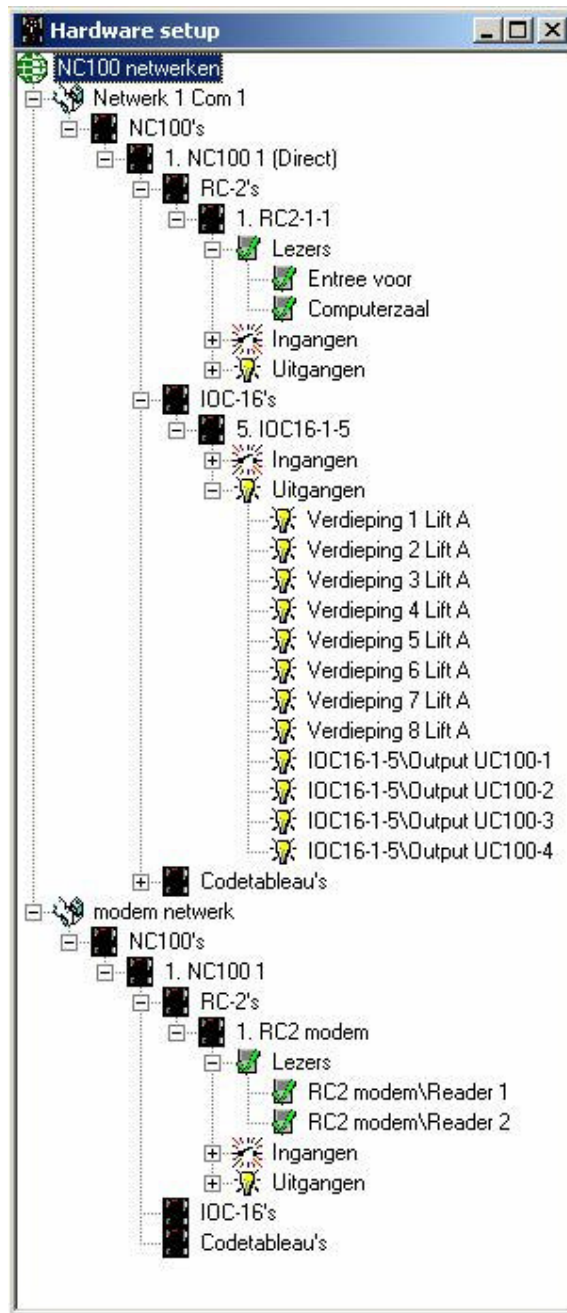 Hardware setup
NC100 netwerken
Netwerk 1 Com 1
NC100's
1. NC100 1 (Direct)
RC-2's
1. RC2-1-1
Lezers
Entree voor
Computerzaal
Ingangen
Uitgangen
IOC-16's
5. IOC16-1-5
Ingangen
Uitgangen
Verdieping 1 Lift A
Verdieping 2 Lift A
Verdieping 3 Lift A
Verdieping 4 Lift A
Verdieping 5 Lift A
Verdieping 6 Lift A
Verdieping 7 Lift A
Verdieping 8 Lift A
IOC16-1-5\Output UC100-1
IOC16-1-5\Output UC100-2
IOC16-1-5\Output UC100-3
IOC16-1-5\Output UC100-4
Codetableau's
modem netwerk
NC100's
1. NC100 1
RC-2's
1. RC2 modem
Lezers
RC2 modem\Reader 1
RC2 modem\Reader 2
Ingangen
Uitgangen
IOC-16's
Codetableau's